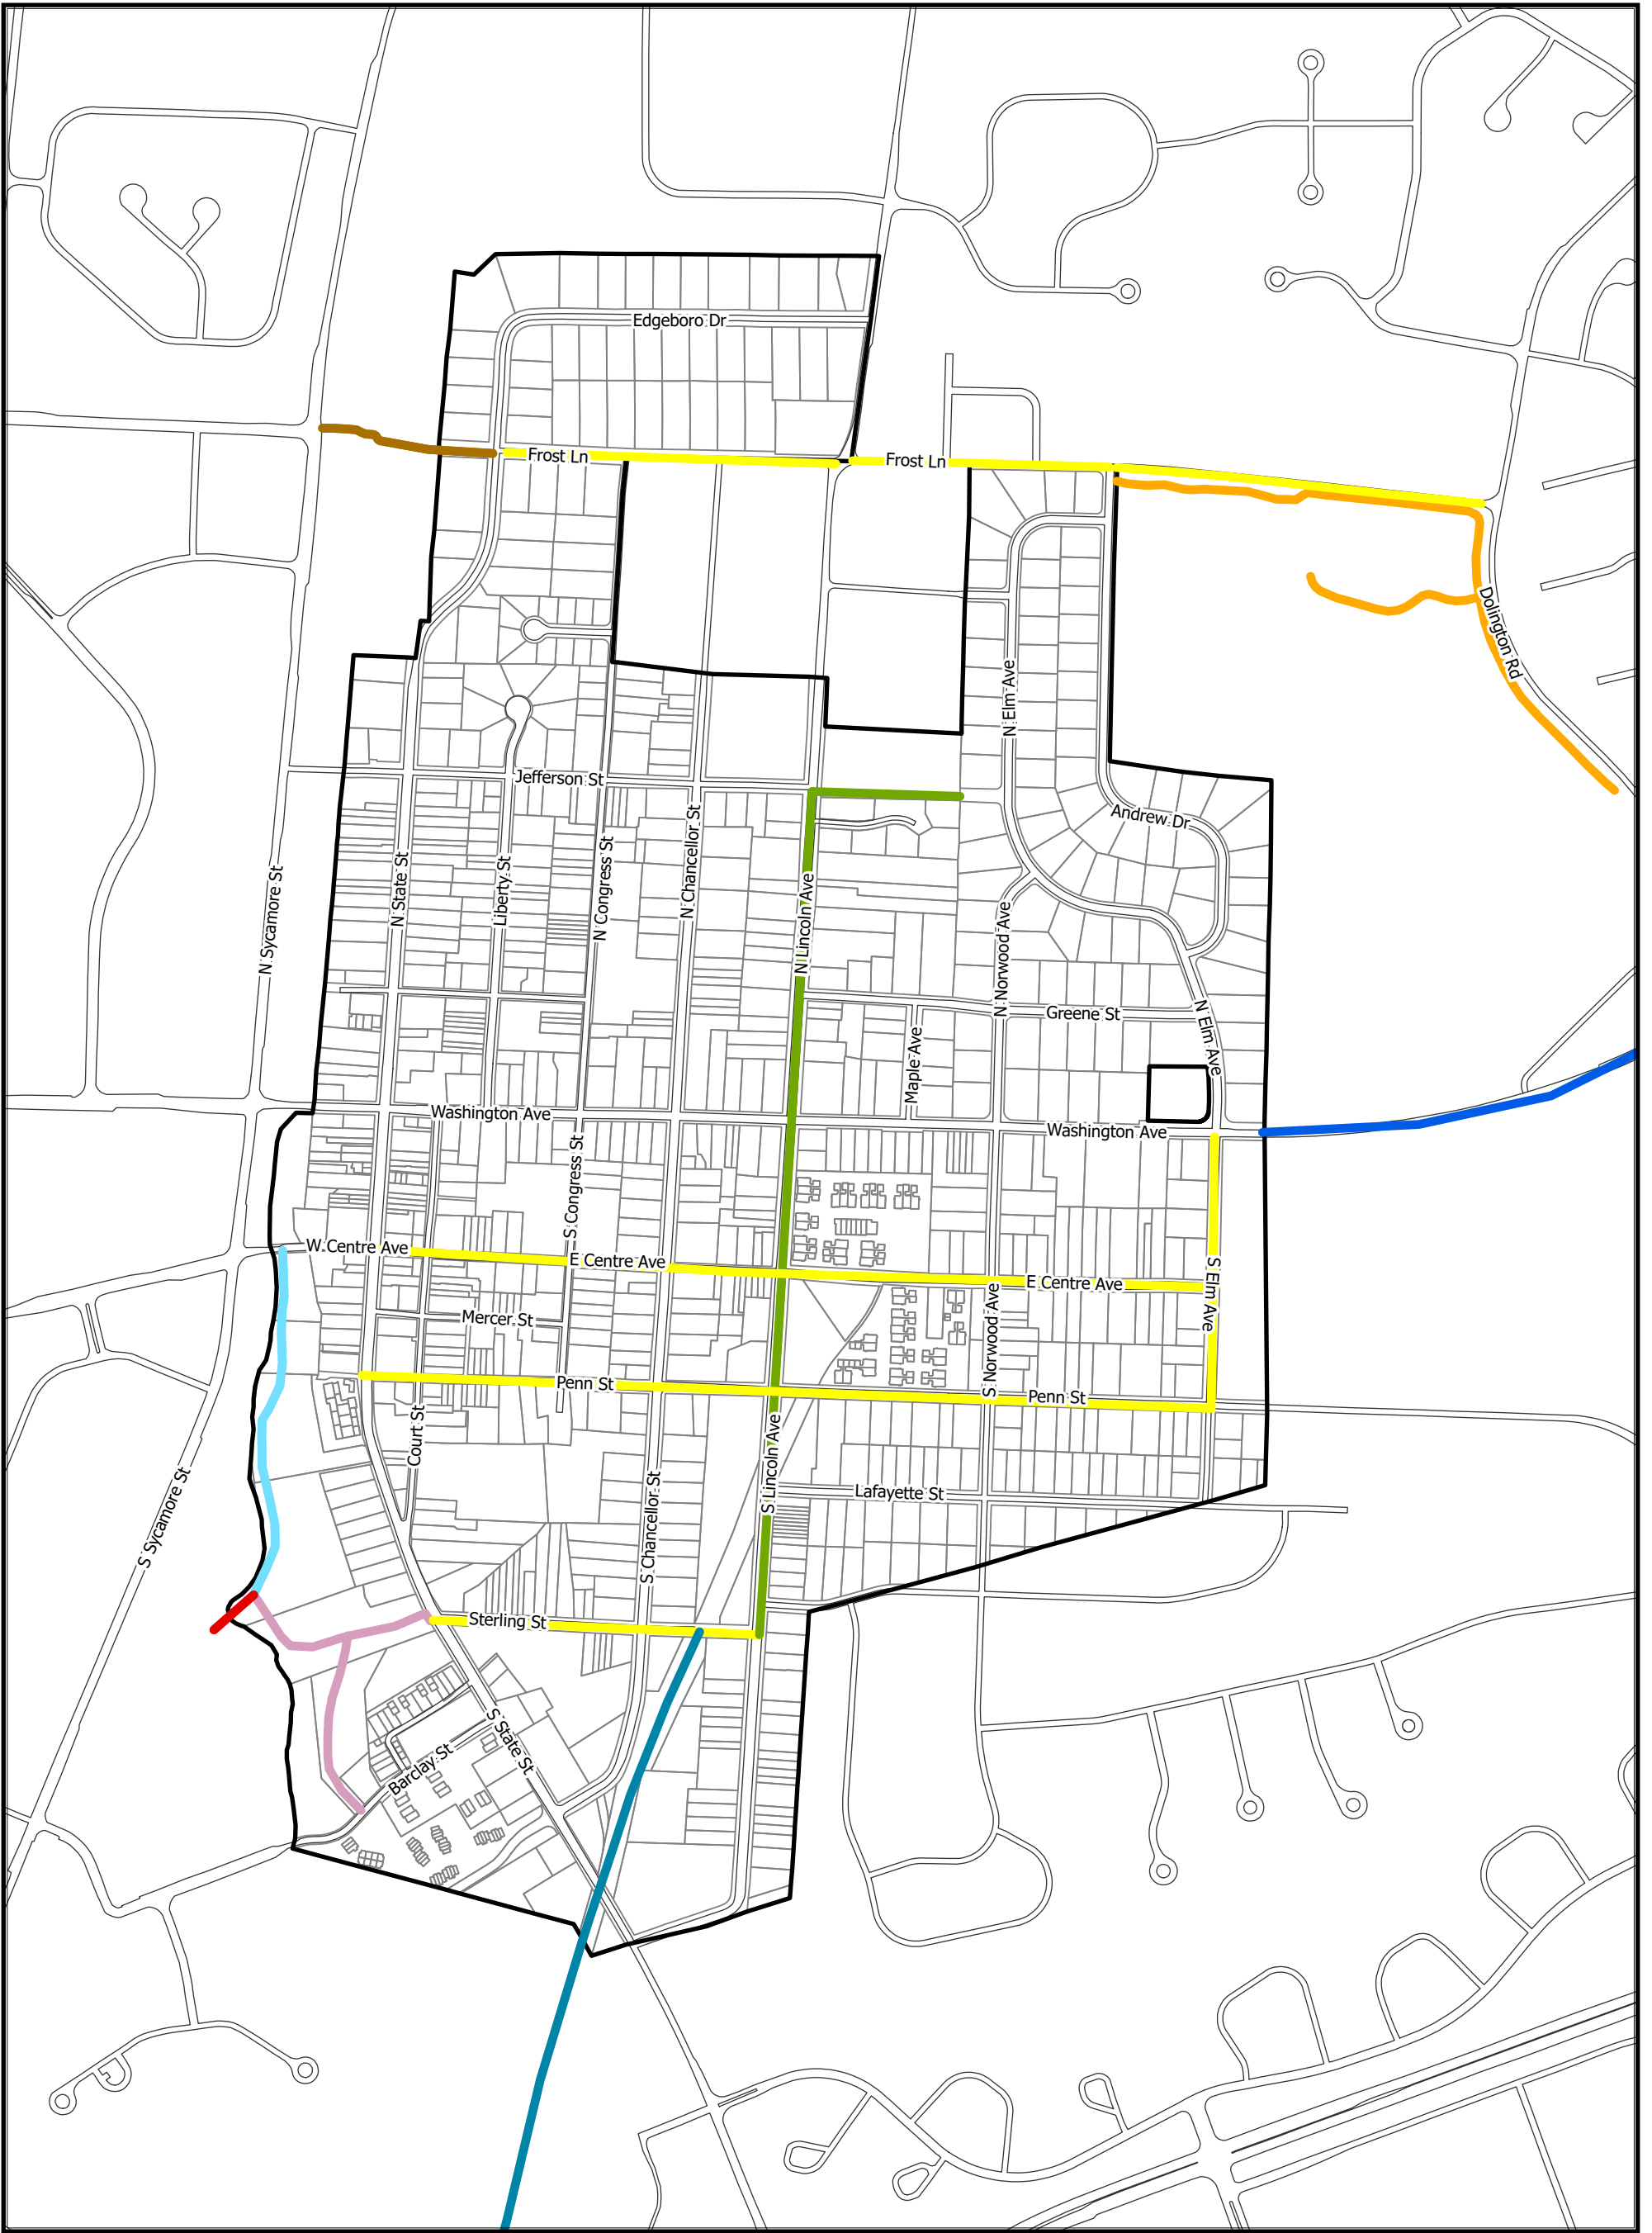 Edgeboro Dr
Frost Ln
Frost Ln
Dolington Rd
N Elm Ave
Jefferson St
Andrew Dr
N Sycamore St
N State St
Liberty St
N Congress St
N Chancellor St
N Lincoln Ave
N Norwood Ave
Greene St
N Elm Ave
Maple Ave
Washington Ave
Washington Ave
S Congress St
W Centre Ave
E Centre Ave
E Centre Ave
S Elm Ave
Mercer St
S Norwood Ave
Penn St
Penn St
Court St
S Lincoln Ave
Lafayette St
S Sycamore St
S Chancellor St
Sterling St
S State St
Barclay St